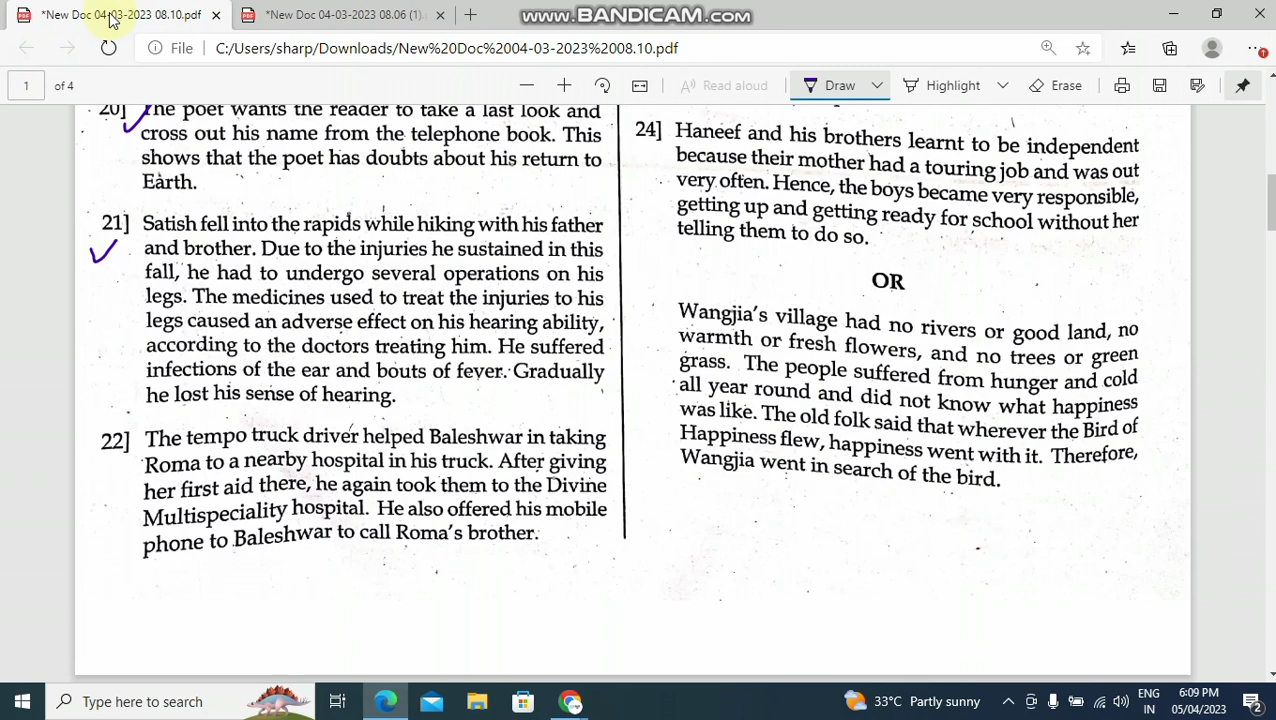 *New Doc 04-03-2023 08.10.pdf
*New Doc 04-03-2023 08.06 (1).
www.BANDICAM.com
File
C:/Users/sharp/Downloads/New%20Doc%2004-03-2023%2008.10.pdf
1 of 4
Read aloud
Draw
Highlight
Erase
20] The poet wants the reader to take a last look and
cross out his name from the telephone book. This
shows that the poet has doubts about his return to
Earth.
21] Satish fell into the rapids while hiking with his father
and brother. Due to the injuries he sustained in this
fall, he had to undergo several operations on his
legs. The medicines used to treat the injuries to his
legs caused an adverse effect on his hearing ability,
according to the doctors treating him. He suffered
infections of the ear and bouts of fever. Gradually
he lost his sense of hearing.
22] The tempo truck driver helped Baleshwar in taking
Roma to a nearby hospital in his truck. After giving
her first aid there, he again took them to the Divine
Multispeciality hospital. He also offered his mobile
phone to Baleshwar to call Roma's brother.
24] Haneef and his brothers learnt to be independent
because their mother had a touring job and was out
very often. Hence, the boys became very responsible,
getting up and getting ready for school without her
telling them to do so.
OR
Wangjia's village had no rivers or good land, no
warmth or fresh flowers, and no trees or green
grass. The people suffered from hunger and cold
all year round and did not know what happiness
was like. The old folk said that wherever the Bird of
Happiness flew, happiness went with it. Therefore,
Wangjia went in search of the bird.
Type here to search
33°C Partly sunny
ENG
IN
6:09 PM
05/04/2023
2